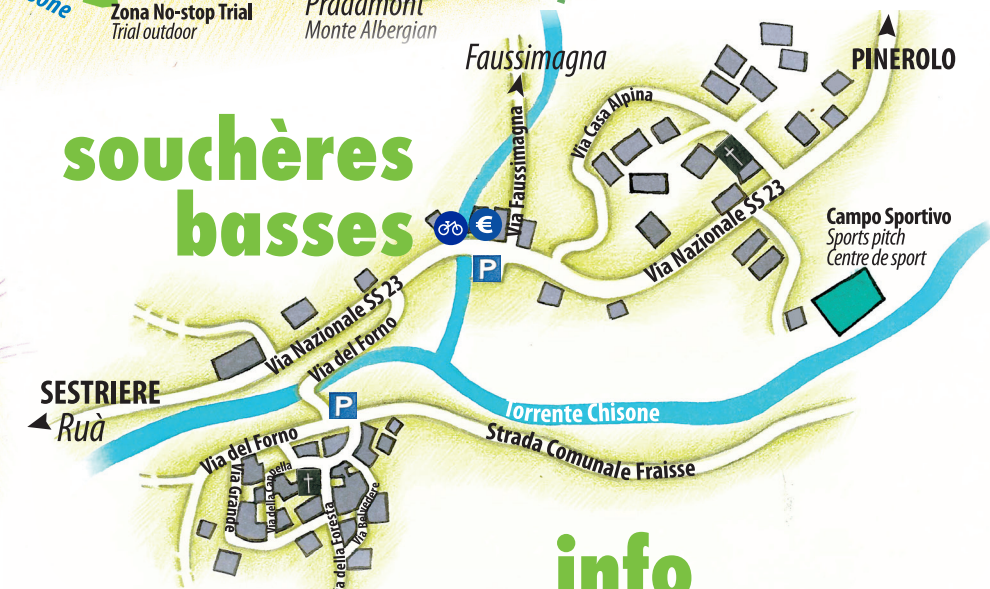 Zona No-stop Trial
Trial outdoor
Monte Albergian
Faussimagna
PINEROLO
souchères
basses
Via Casa Alpina
Via Faussimagna
€
P
Via Nazionale SS 23
Campo Sportivo
Sports pitch
Centre de sport
Via Nazionale SS 23
Via del Forno
SESTRIERE
Ruà
P
Torrente Chisone
Strada Comunale Fraisse
Via del Forno
Via Grande
Via della Cappella
Via Belvedere
della Foresta
info